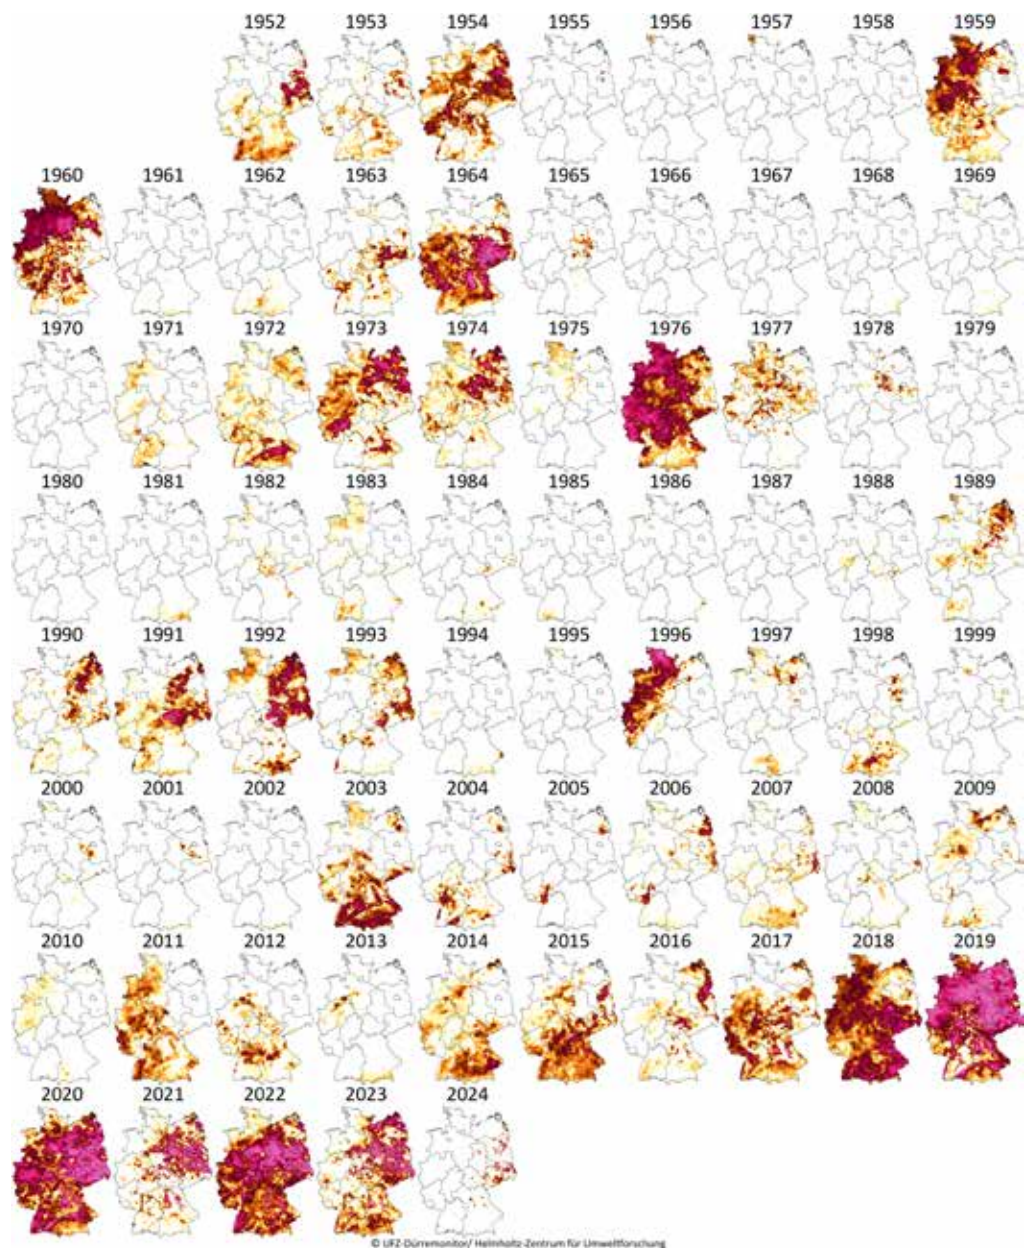 1952 1953 1954 1955 1956 1957 1958 1959
1960 1961 1962 1963 1964 1965 1966 1967 1968 1969
1970 1971 1972 1973 1974 1975 1976 1977 1978 1979
1980 1981 1982 1983 1984 1985 1986 1987 1988 1989
1990 1991 1992 1993 1994 1995 1996 1997 1998 1999
2000 2001 2002 2003 2004 2005 2006 2007 2008 2009
2010 2011 2012 2013 2014 2015 2016 2017 2018 2019
2020 2021 2022 2023 2024
© UFZ-Dürremonitor/ Helmholtz-Zentrum für Umweltforschung